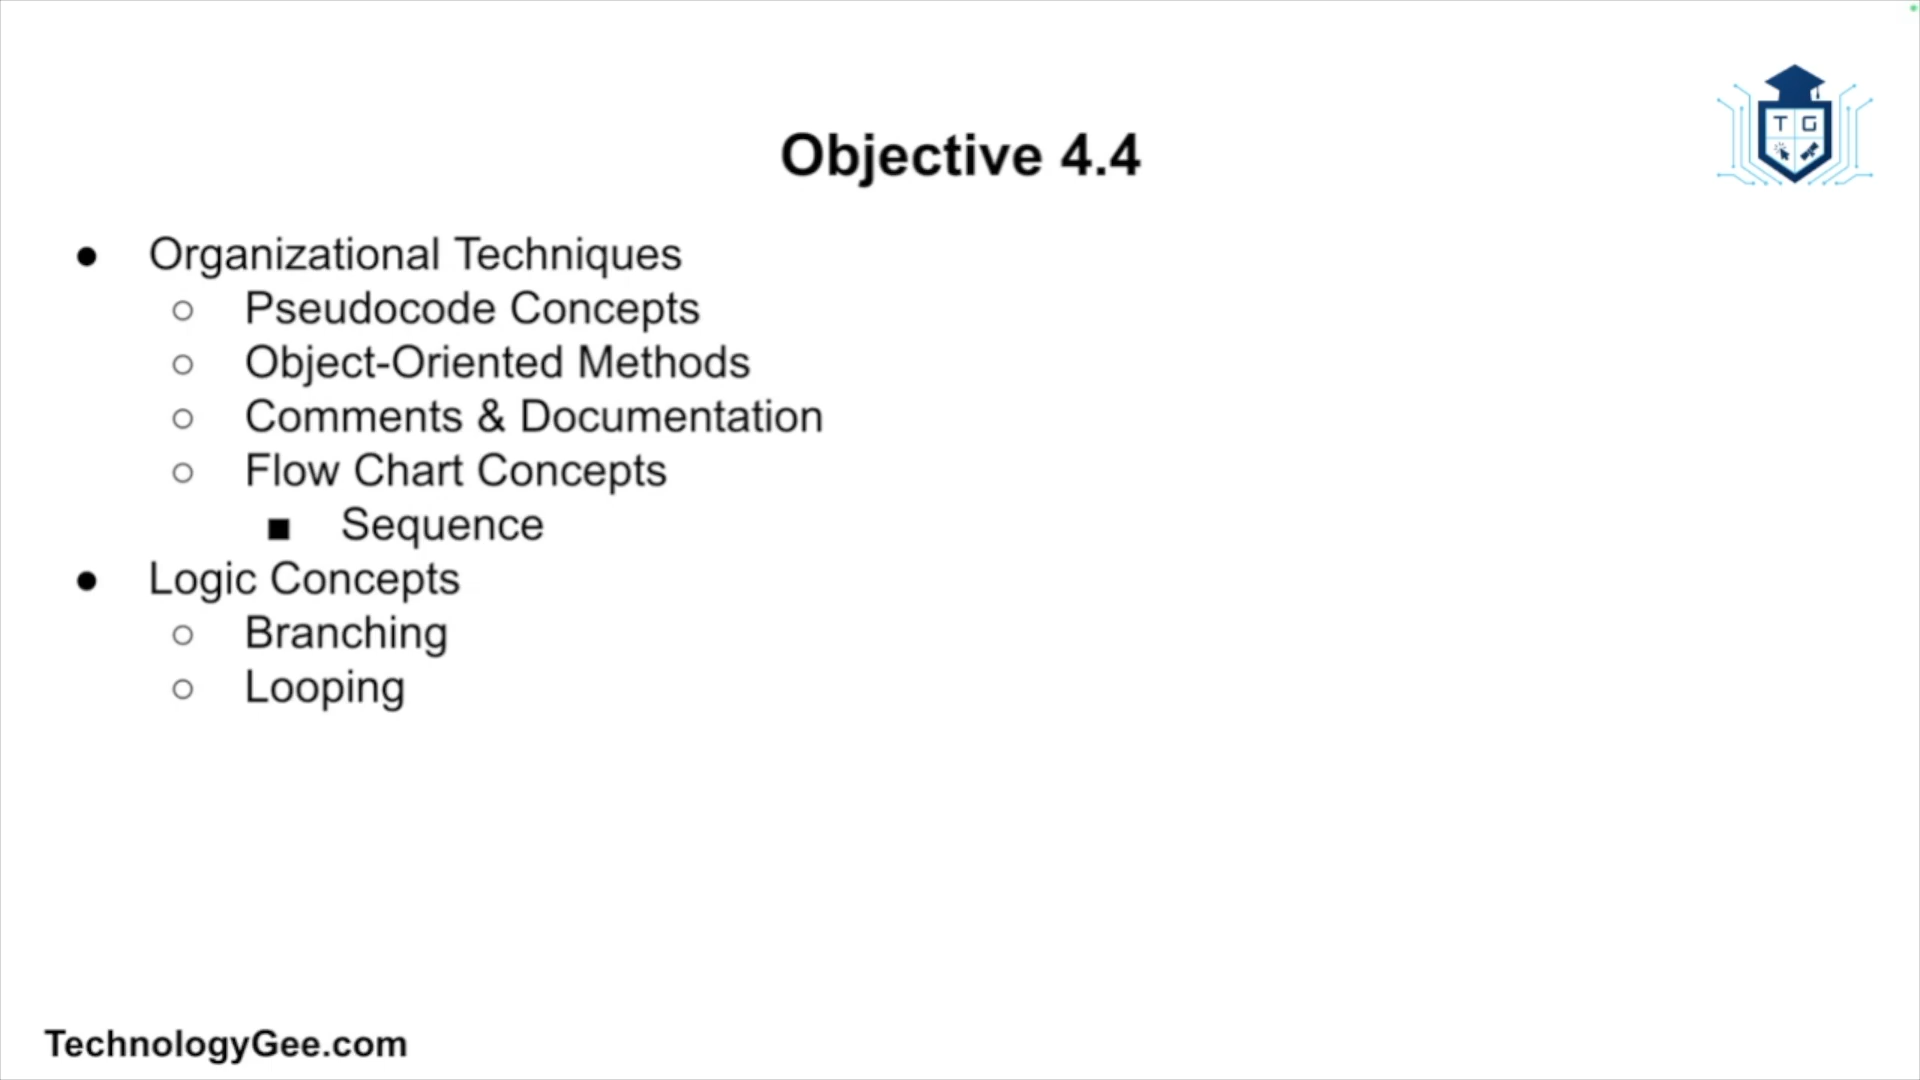 T G
Objective 4.4
● Organizational Techniques
○ Pseudocode Concepts
○ Object-Oriented Methods
○ Comments & Documentation
○ Flow Chart Concepts
■ Sequence
● Logic Concepts
○ Branching
○ Looping
TechnologyGee.com